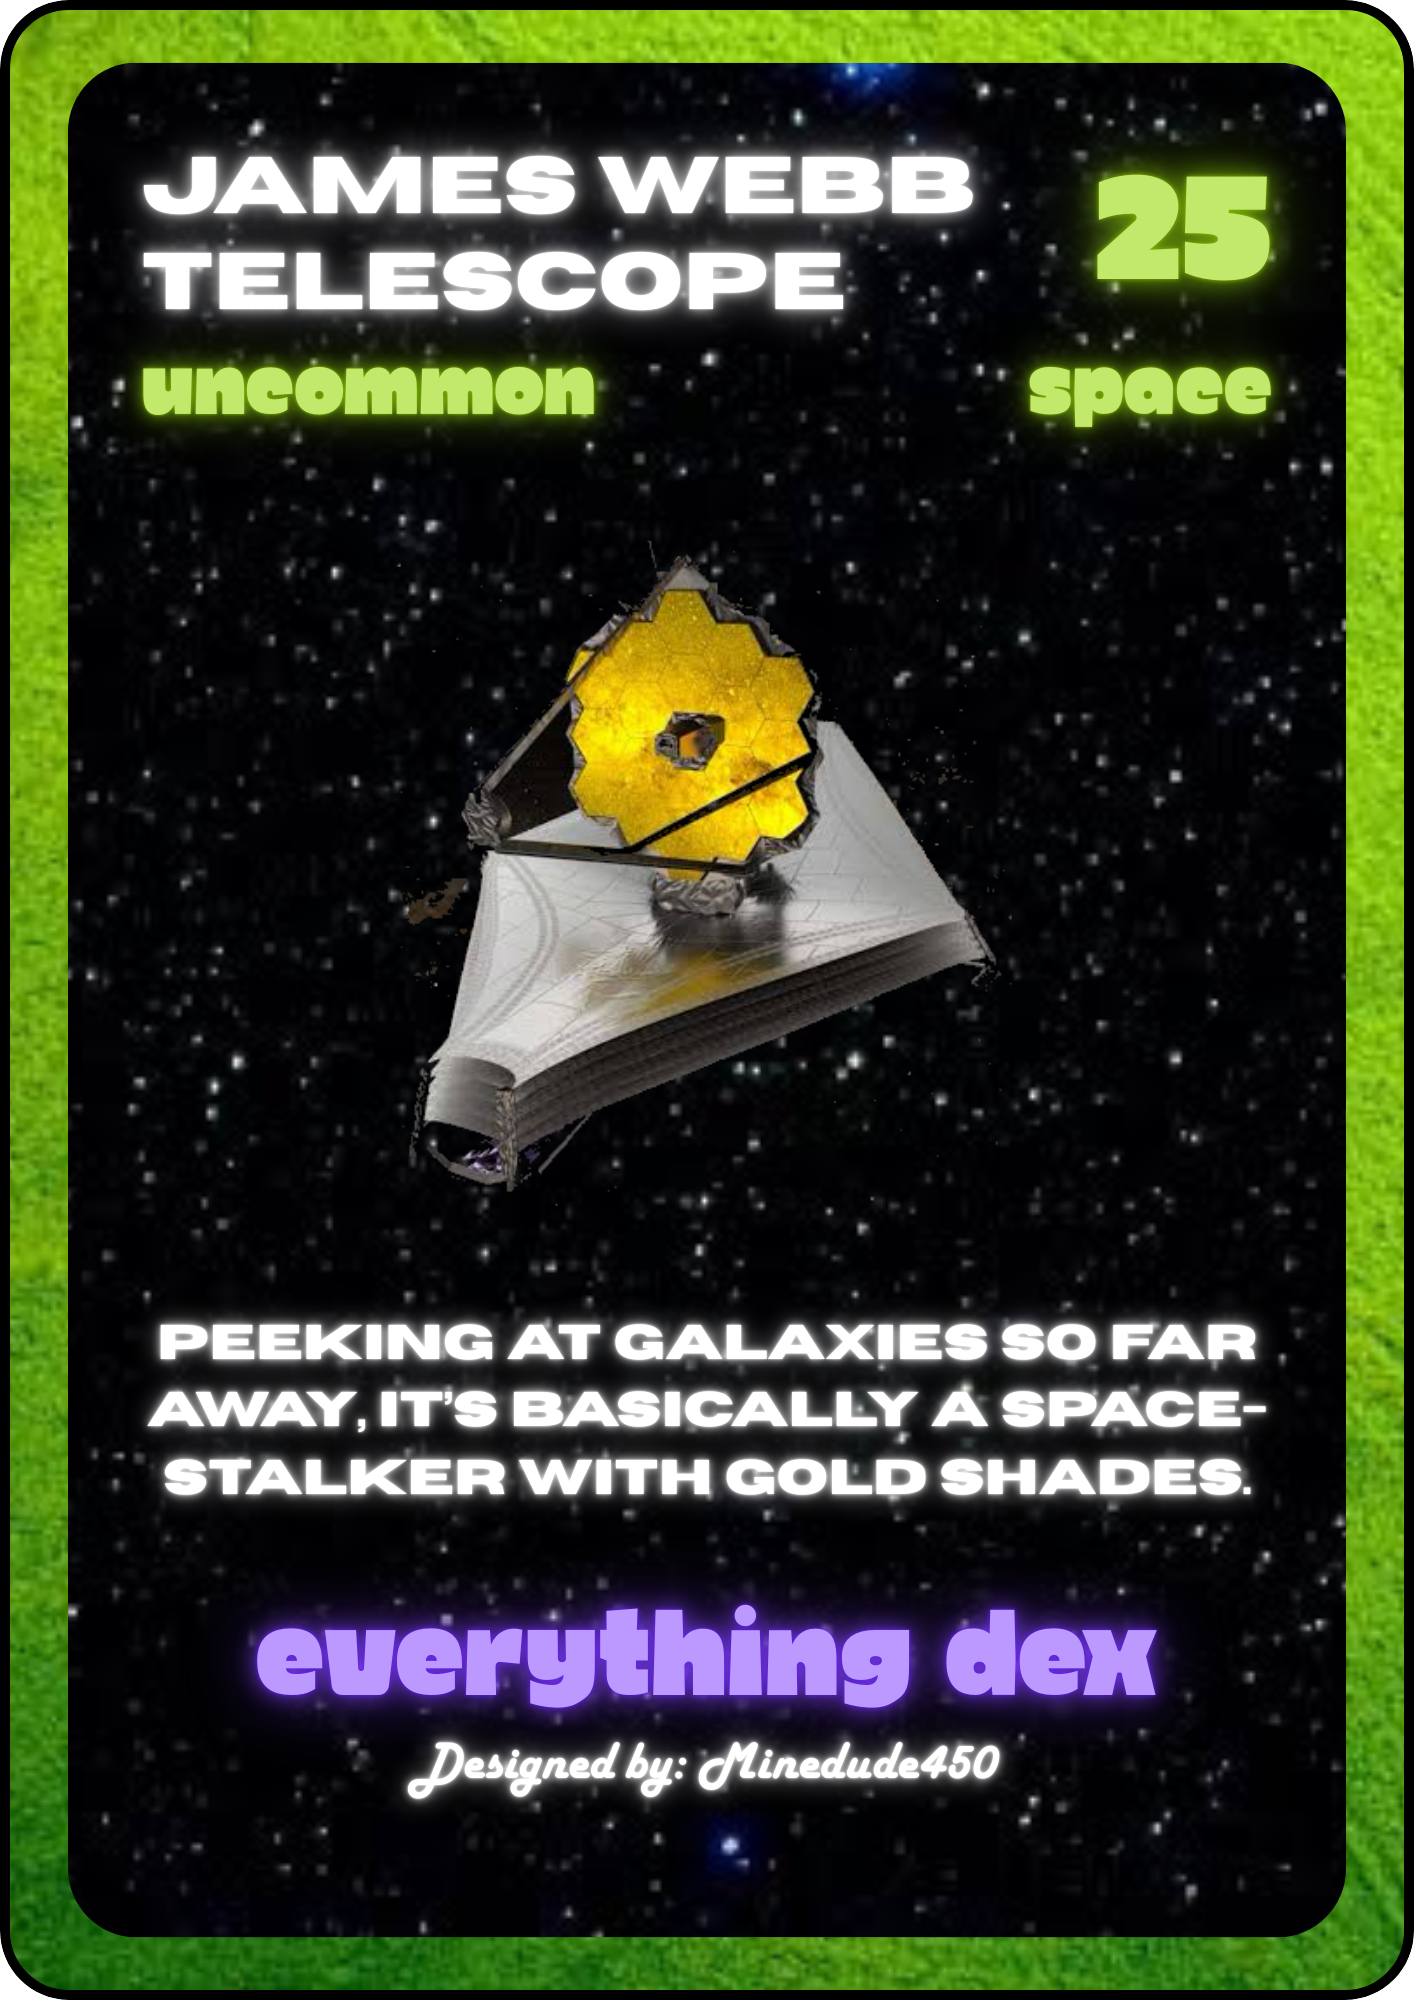 JAMES WEBB
TELESCOPE
25
uncommon
space
PEEKING AT GALAXIES SO FAR
AWAY, IT'S BASICALLY A SPACE-
STALKER WITH GOLD SHADES.
everything dex
Designed by: Minedude450